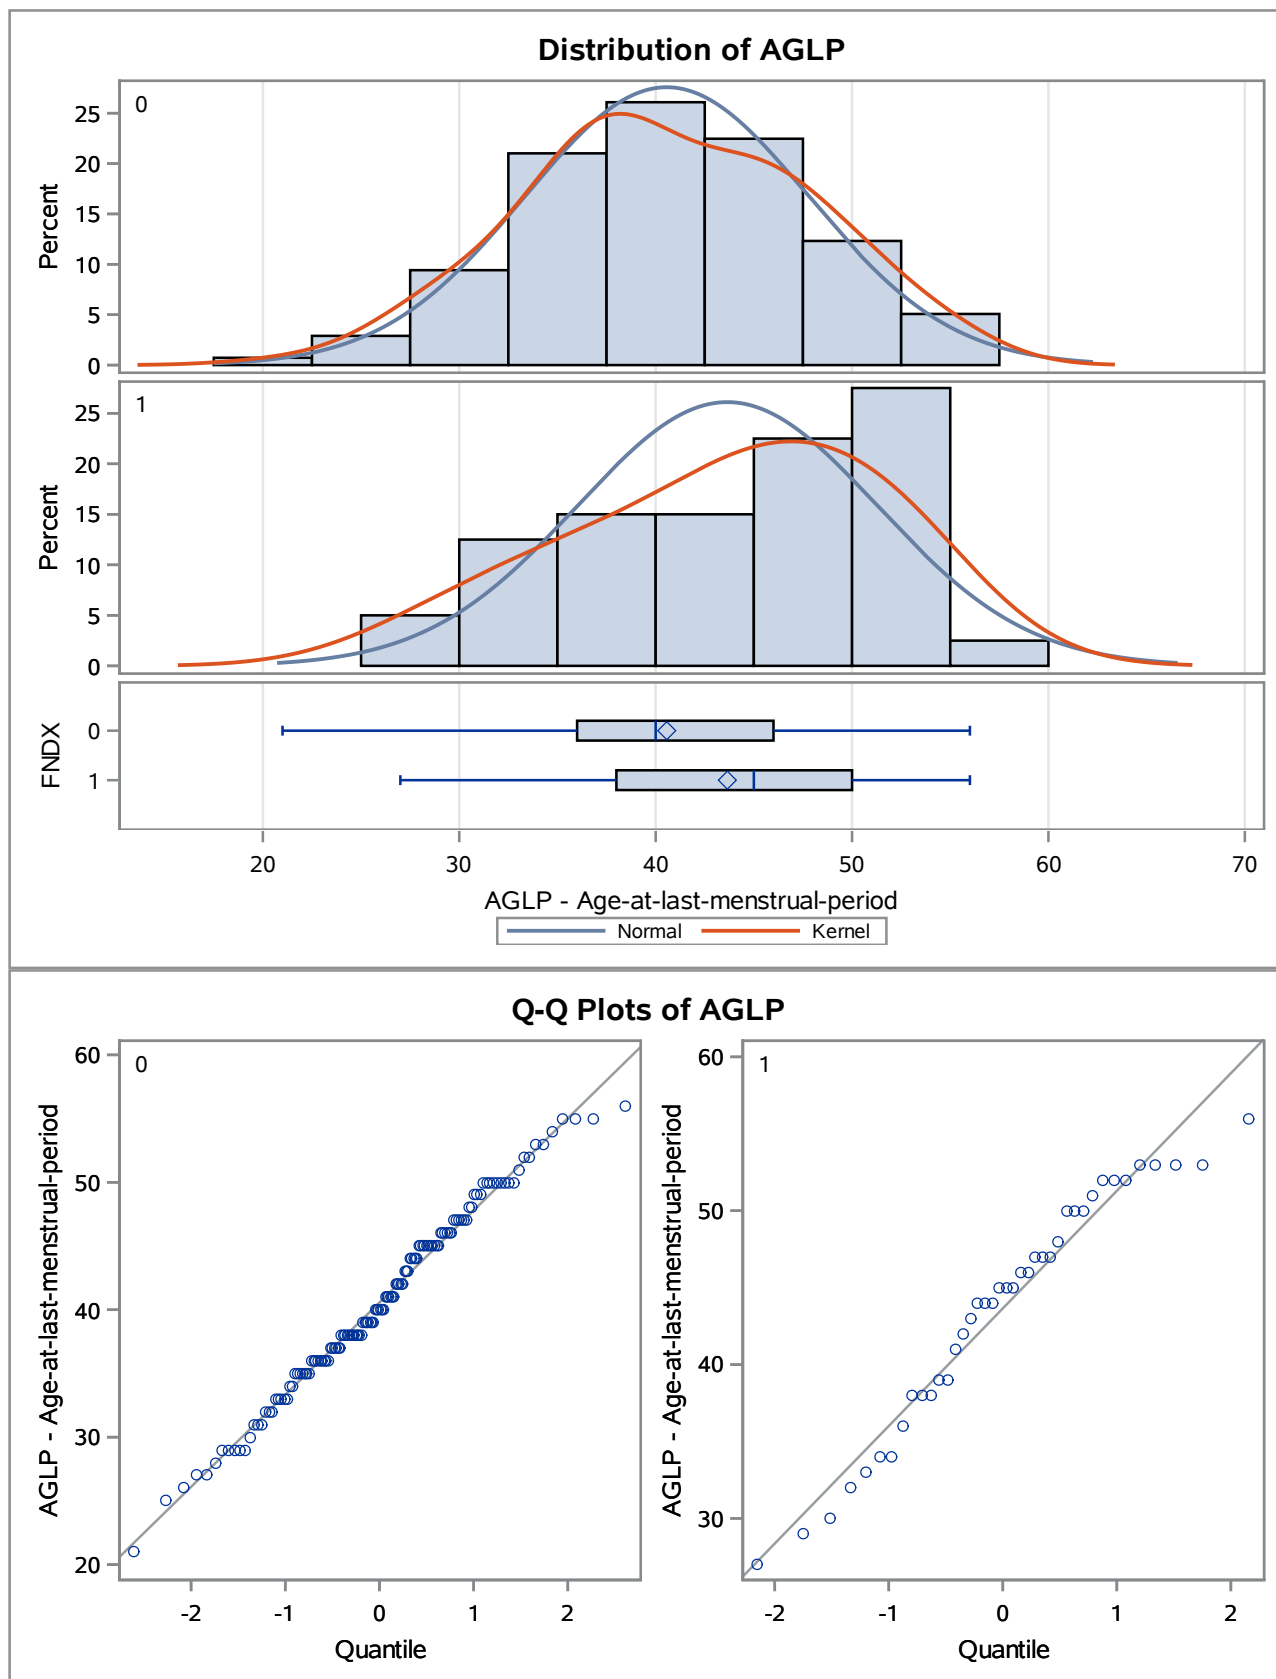 Distribution of AGLP
0
25
20
15
10
5
0
Percent
1
25
20
15
10
5
0
Percent
FNDX
0
1
20 30 40 50 60 70
AGLP - Age-at-last-menstrual-period
Normal Kernel
Q-Q Plots of AGLP
0
60
50
40
30
20
AGLP - Age-at-last-menstrual-period
-2 -1 0 1 2
Quantile
1
60
50
40
30
AGLP - Age-at-last-menstrual-period
-2 -1 0 1 2
Quantile